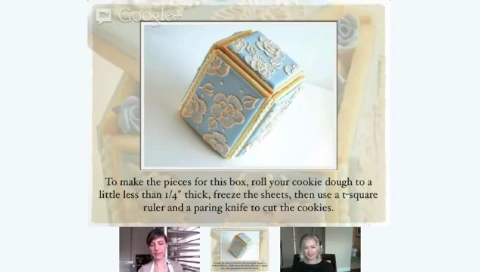 Google+
To make the pieces for this box, roll your cookie dough to a
little less than 1/4" thick, freeze the sheets, then use a t-square
ruler and a paring knife to cut the cookies.